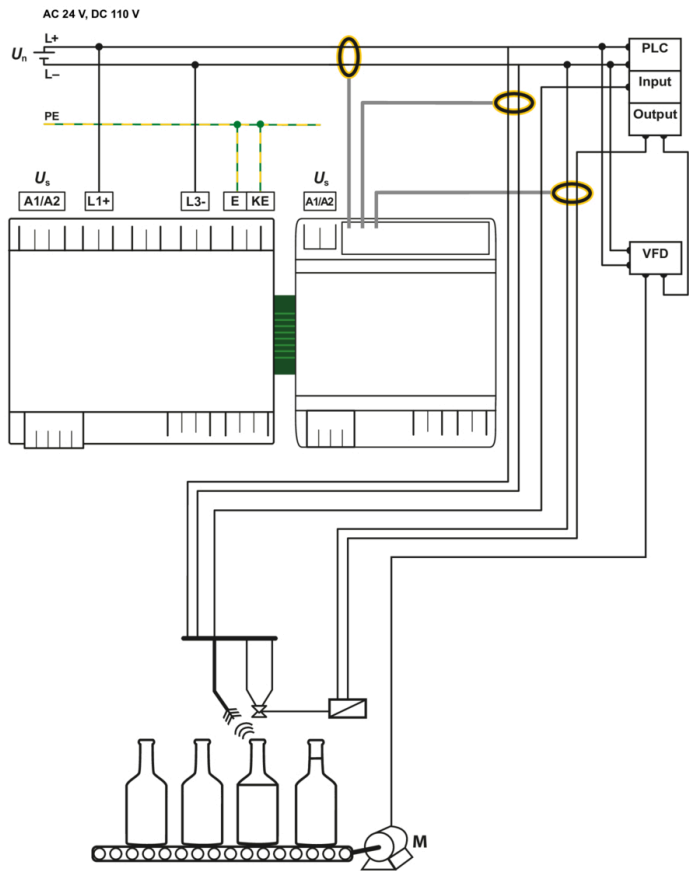 AC 24 V, DC 110 V
L+
Un
L–
PLC
Input
Output
PE
Us
Us
A1/A2
L1+
L3-
E
KE
A1/A2
VFD
M